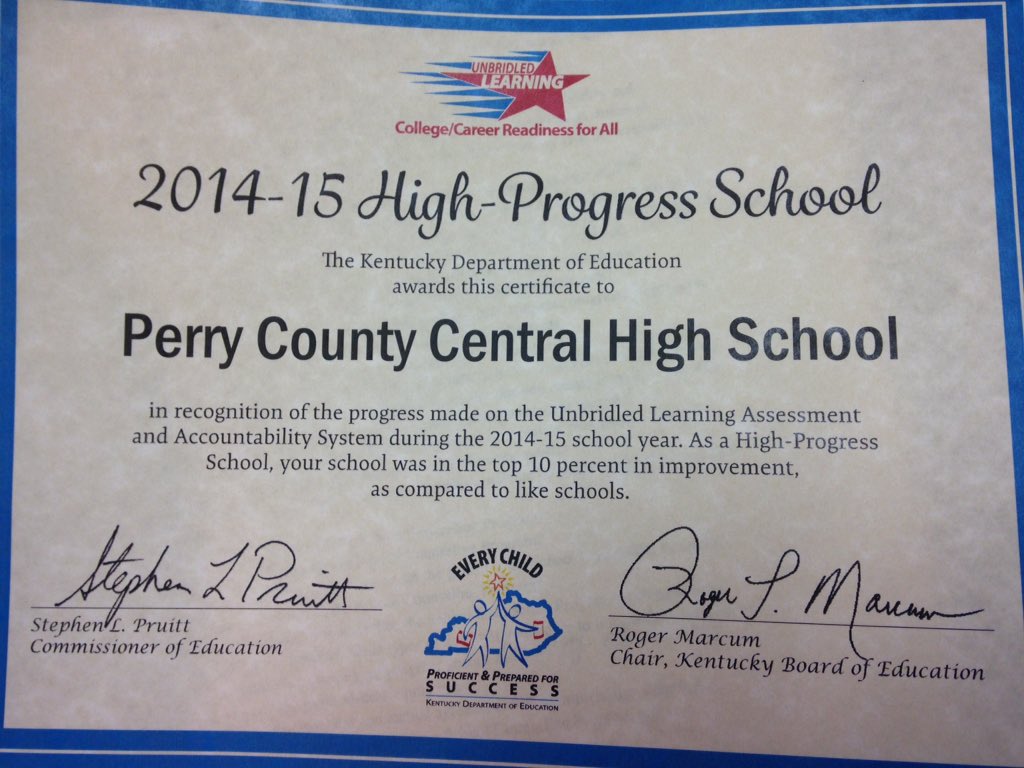 UNBRIDLED
LEARNING
College/Career Readiness for All
2014-15 High-Progress School
The Kentucky Department of Education
awards this certificate to
Perry County Central High School
in recognition of the progress made on the Unbridled Learning Assessment
and Accountability System during the 2014-15 school year. As a High-Progress
School, your school was in the top 10 percent in improvement,
as compared to like schools.
Stephen L Pruitt
Stephen L. Pruitt
Commissioner of Education
EVERY CHILD
PROFICIENT & PREPARED FOR
SUCCESS
KENTUCKY DEPARTMENT OF EDUCATION
Roger L. Marcum
Roger Marcum
Chair, Kentucky Board of Education